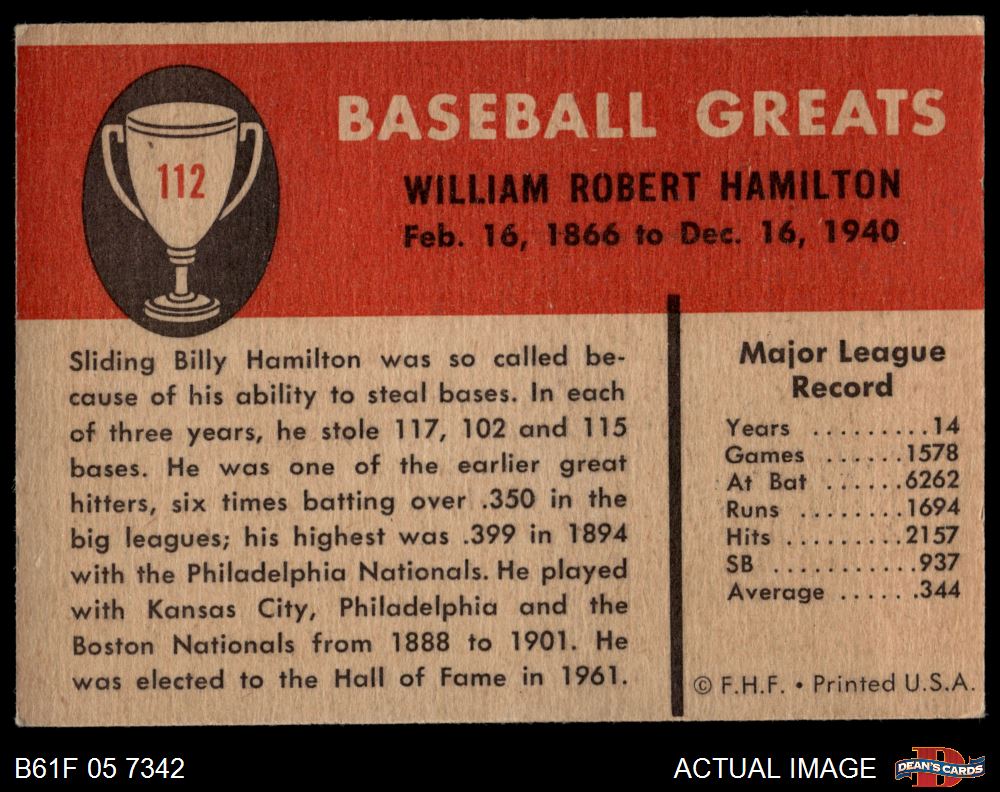 112
BASEBALL GREATS
WILLIAM ROBERT HAMILTON
Feb. 16, 1866 to Dec. 16, 1940
Sliding Billy Hamilton was so called be-
cause of his ability to steal bases. In each
of three years, he stole 117, 102 and 115
bases. He was one of the earlier great
hitters, six times batting over .350 in the
big leagues; his highest was .399 in 1894
with the Philadelphia Nationals. He played
with Kansas City, Philadelphia and the
Boston Nationals from 1888 to 1901. He
was elected to the Hall of Fame in 1961.
Major League
Record
Years .........14
Games ......1578
At Bat ......6262
Runs ........1694
Hits .........2157
SB ...........937
Average ......344
© F.H.F. • Printed U.S.A.
B61F 05 7342
ACTUAL IMAGE
DEAN'S CARDS